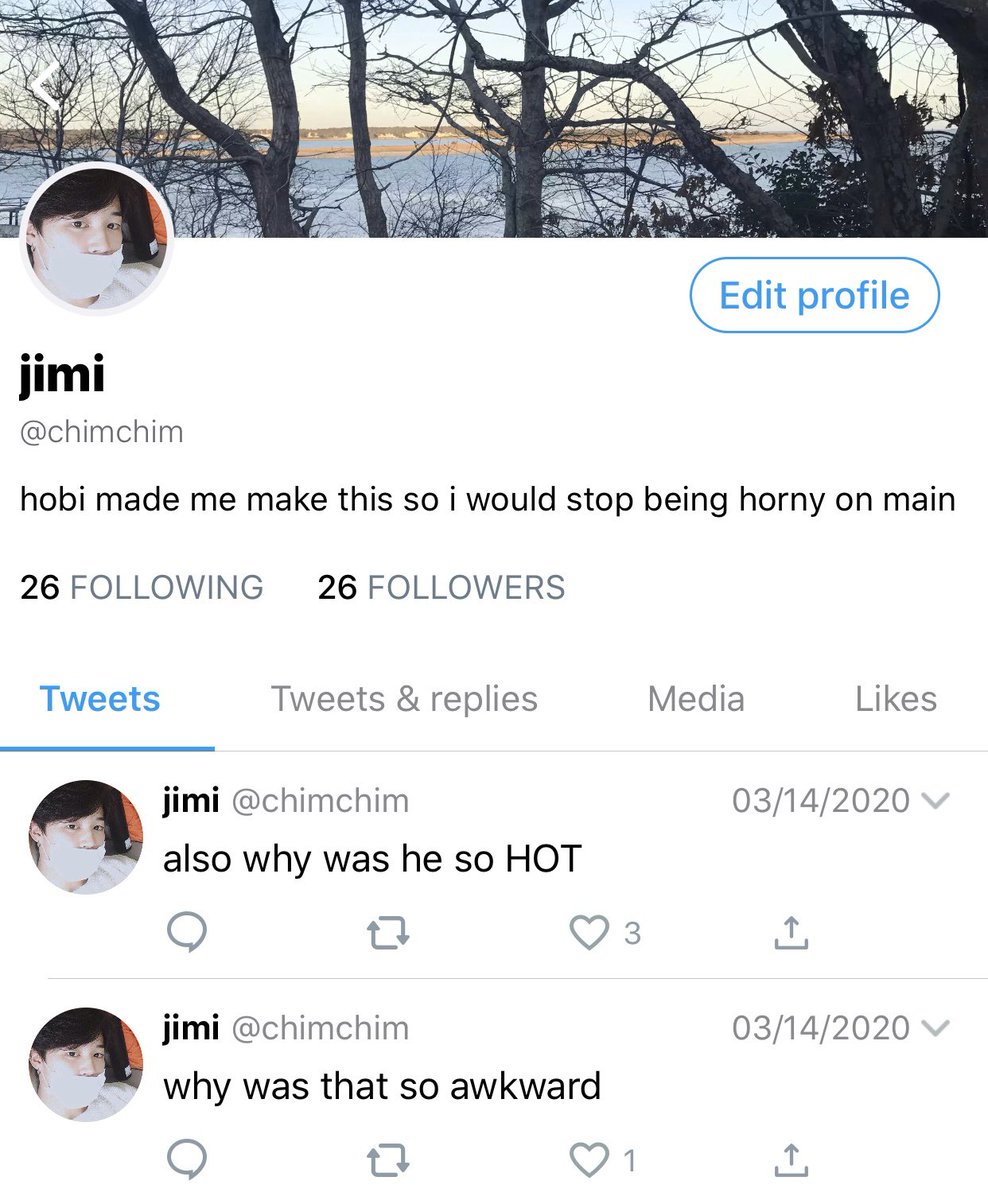 Edit profile
jimi
@chimchim
hobi made me make this so i would stop being horny on main
26 FOLLOWING 26 FOLLOWERS
Tweets Tweets & replies Media Likes
jimi @chimchim 03/14/2020
also why was he so HOT
3
jimi @chimchim 03/14/2020
why was that so awkward
1